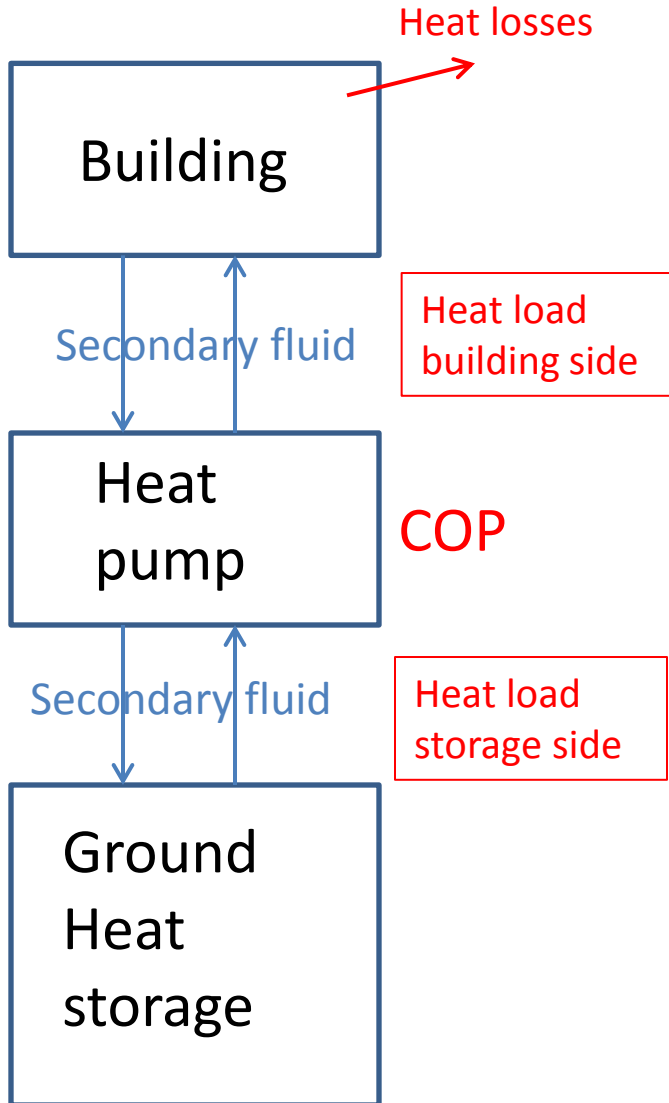 Heat losses
Building
Secondary fluid
Heat load
building side
Heat
pump
COP
Secondary fluid
Heat load
storage side
Ground
Heat
storage